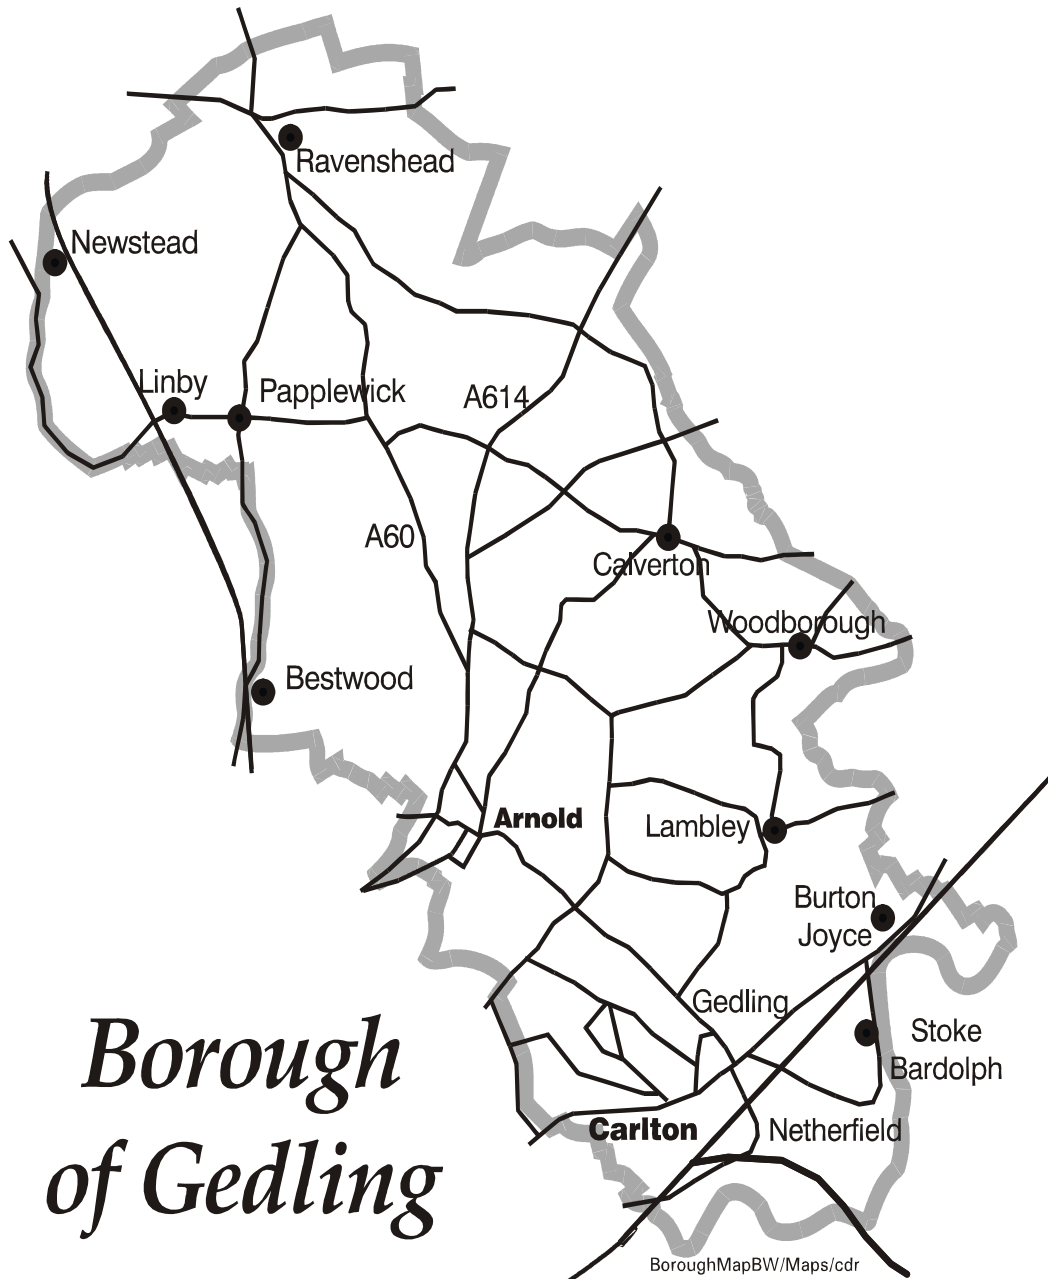 Ravenshead
Newstead
Linby
Papplewick
A614
A60
Calverton
Woodborough
Bestwood
Arnold
Lambley
Burton
Joyce
Gedling
Stoke
Bardolph
Carlton
Netherfield
Borough
of Gedling
BoroughMapBW/Maps/cdr